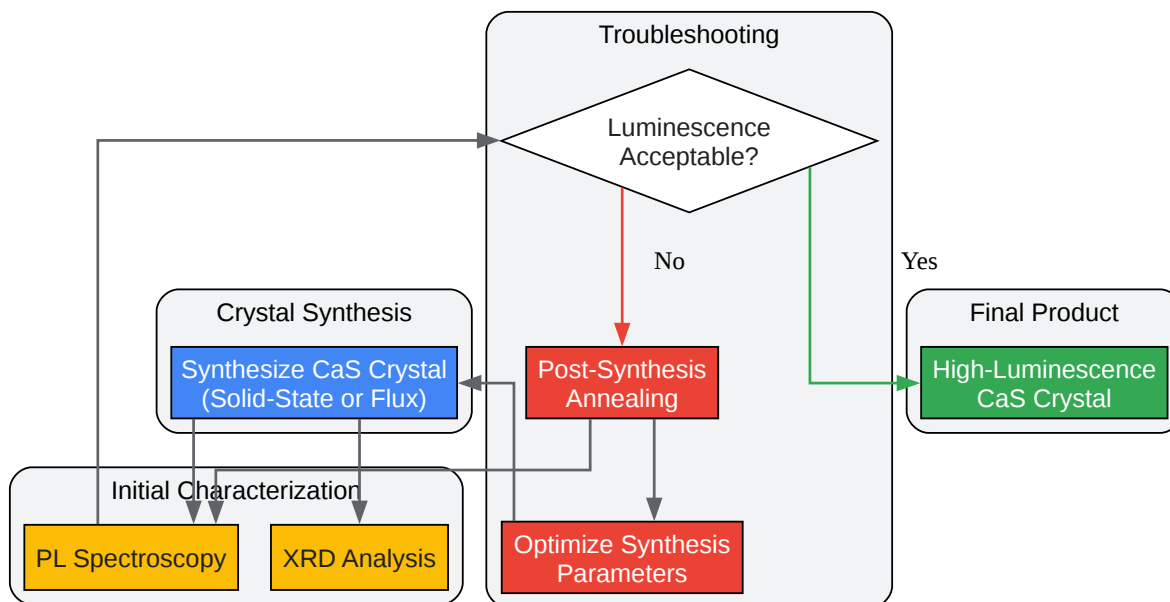 Troubleshooting
Luminescence
Acceptable?
No
Yes
Crystal Synthesis
Final Product
Synthesize CaS Crystal
(Solid-State or Flux)
Post-Synthesis
Annealing
High-Luminescence
CaS Crystal
Initial Characterization
PL Spectroscopy
XRD Analysis
Optimize Synthesis
Parameters